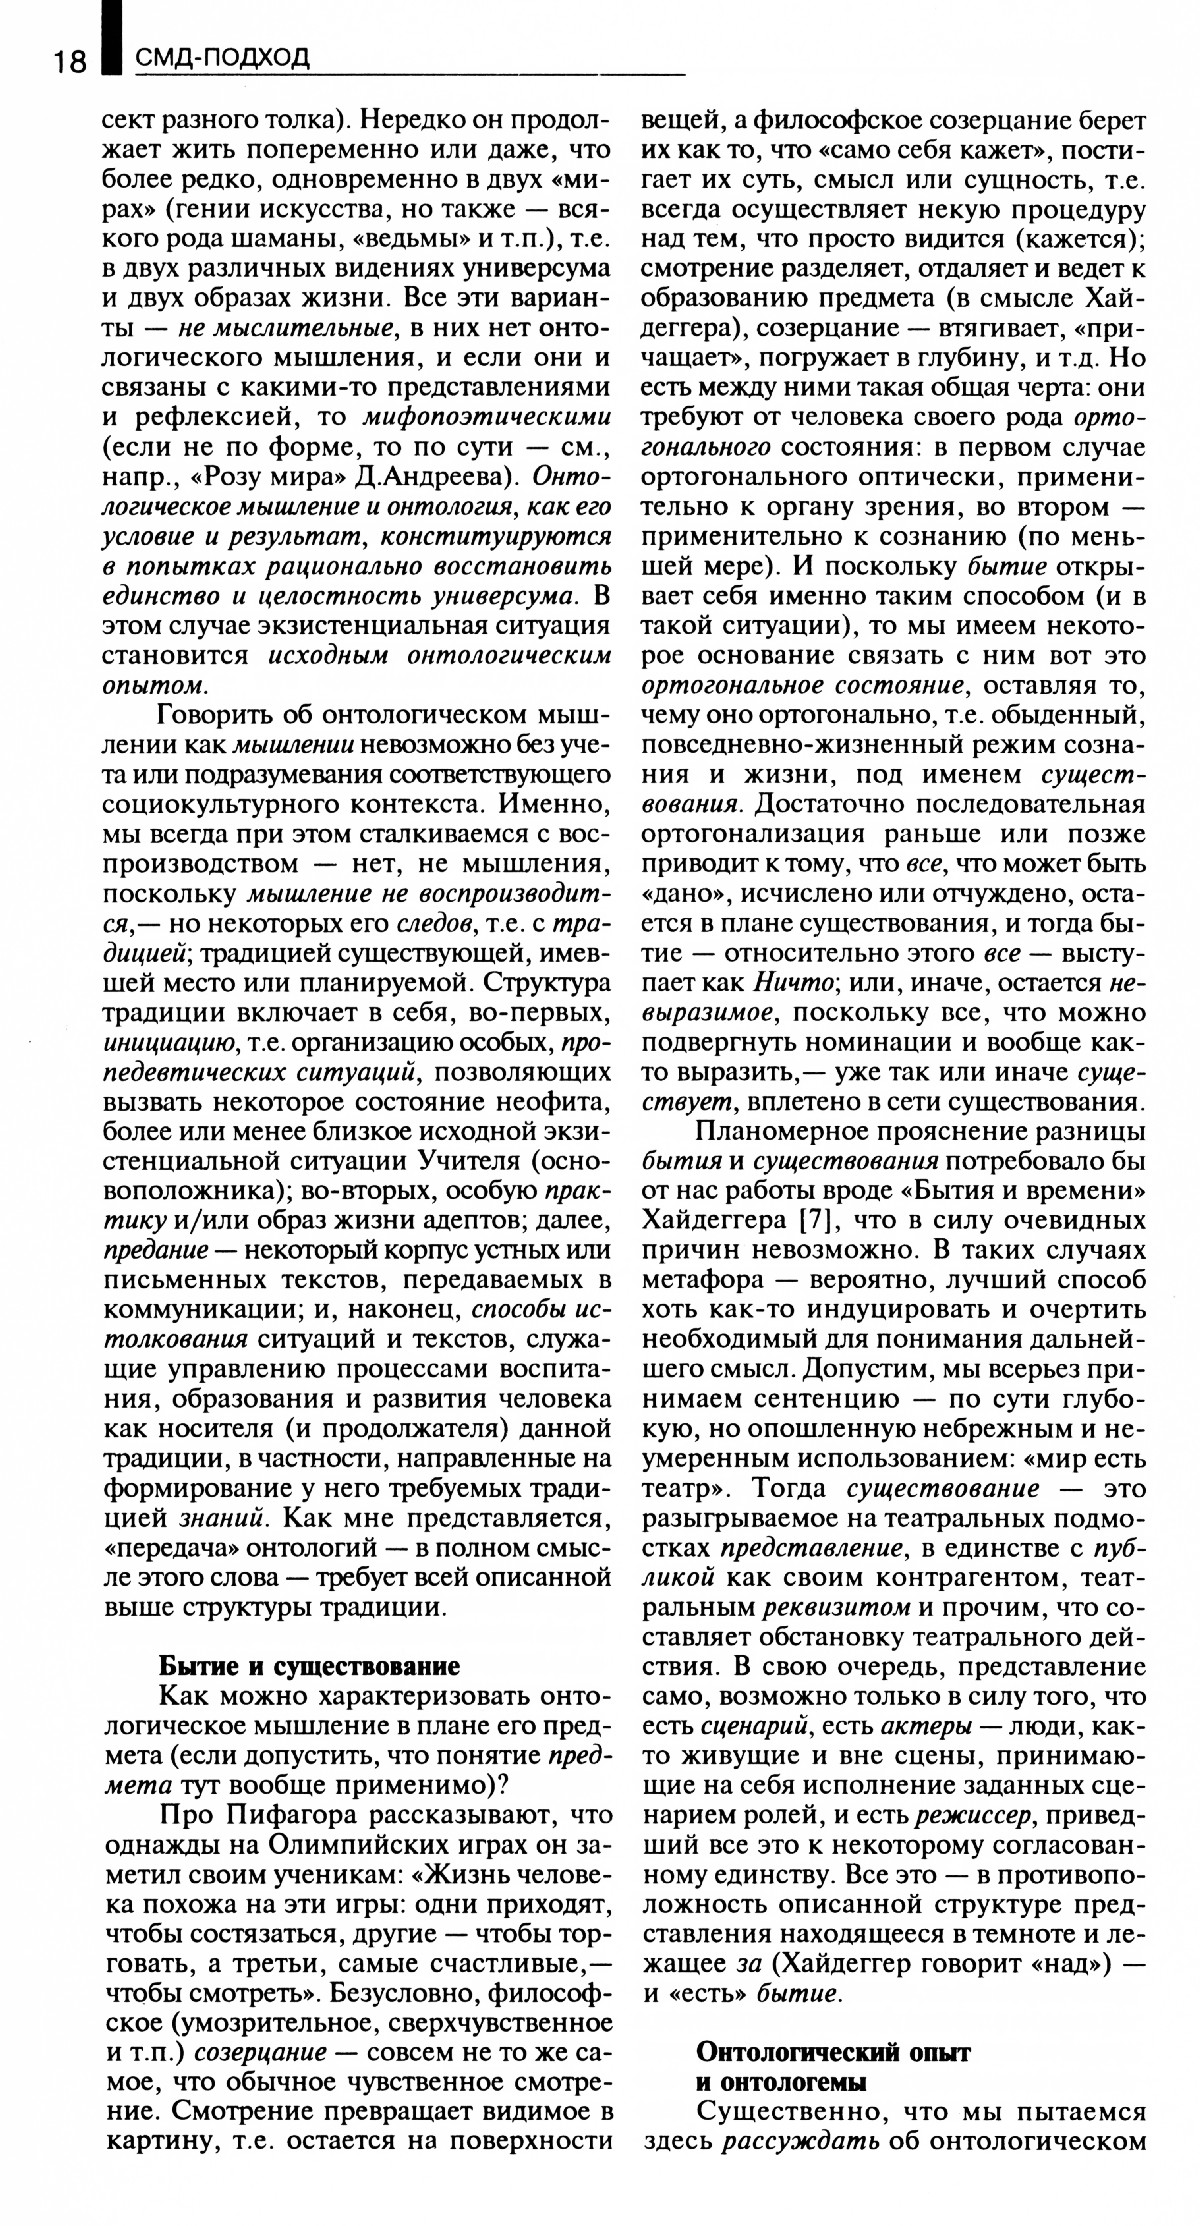 18
СМД-ПОДХОД
сект разного толка). Нередко он продол-
жает жить попеременно или даже, что
более редко, одновременно в двух «ми-
рах» (гении искусства, но также — вся-
кого рода шаманы, «ведьмы» и т.п.), т.е.
в двух различных видениях универсума
и двух образах жизни. Все эти вариан-
ты — не мыслительные, в них нет онто-
логического мышления, и если они и
связаны с какими-то представлениями
и рефлексией, то мифопоэтическими
(если не по форме, то по сути — см.,
напр., «Розу мира» Д.Андреева). Онто-
логическое мышление и онтология, как его
условие и результат, конституируются
в попытках рационально восстановить
единство и целостность универсума. В
этом случае экзистенциальная ситуация
становится исходным онтологическим
опытом.
Говорить об онтологическом мыш-
лении как мышлении невозможно без уче-
та или подразумевания соответствующего
социокультурного контекста. Именно,
мы всегда при этом сталкиваемся с вос-
производством — нет, не мышления,
поскольку мышление не воспроизводит-
ся,— но некоторых его следов, т.е. с тра-
дицией; традицией существующей, имев-
шей место или планируемой. Структура
традиции включает в себя, во-первых,
инициацию, т.е. организацию особых, про-
педевтических ситуаций, позволяющих
вызвать некоторое состояние неофита,
более или менее близкое исходной экзи-
стенциальной ситуации Учителя (осно-
воположника); во-вторых, особую прак-
тику и/или образ жизни адептов; далее,
предание — некоторый корпус устных или
письменных текстов, передаваемых в
коммуникации; и, наконец, способы ис-
толкования ситуаций и текстов, служа-
щие управлению процессами воспита-
ния, образования и развития человека
как носителя (и продолжателя) данной
традиции, в частности, направленные на
формирование у него требуемых тради-
цией знаний. Как мне представляется,
«передача» онтологий — в полном смыс-
ле этого слова — требует всей описанной
выше структуры традиции.
Бытие и существование
Как можно характеризовать онто-
логическое мышление в плане его пред-
мета (если допустить, что понятие пред-
мета тут вообще применимо)?
Про Пифагора рассказывают, что
однажды на Олимпийских играх он за-
метил своим ученикам: «Жизнь челове-
ка похожа на эти игры: одни приходят,
чтобы состязаться, другие — чтобы тор-
говать, а третьи, самые счастливые,—
чтобы смотреть». Безусловно, философ-
ское (умозрительное, сверхчувственное
и т.п.) созерцание — совсем не то же са-
мое, что обычное чувственное смотре-
ние. Смотрение превращает видимое в
картину, т.е. остается на поверхности
вещей, а философское созерцание берет
их как то, что «само себя кажет», пости-
гает их суть, смысл или сущность, т.е.
всегда осуществляет некую процедуру
над тем, что просто видится (кажется);
смотрение разделяет, отдаляет и ведет к
образованию предмета (в смысле Хай-
деггера), созерцание — втягивает, «при-
чащает», погружает в глубину, и т.д. Но
есть между ними такая общая черта: они
требуют от человека своего рода орто-
гонального состояния: в первом случае
ортогонального оптически, примени-
тельно к органу зрения, во втором —
применительно к сознанию (по мень-
шей мере). И поскольку бытие откры-
вает себя именно таким способом (и в
такой ситуации), то мы имеем некото-
рое основание связать с ним вот это
ортогональное состояние, оставляя то,
чему оно ортогонально, т.е. обыденный,
повседневно-жизненный режим созна-
ния и жизни, под именем сущест-
вования. Достаточно последовательная
ортогонализация раньше или позже
приводит к тому, что все, что может быть
«дано», исчислено или отчуждено, оста-
ется в плане существования, и тогда бы-
тие — относительно этого все — высту-
пает как Ничто; или, иначе, остается не-
выразимое, поскольку все, что можно
подвергнуть номинации и вообще как-
то выразить,— уже так или иначе суще-
ствует, вплетено в сети существования.
Планомерное прояснение разницы
бытия и существования потребовало бы
от нас работы вроде «Бытия и времени»
Хайдеггера [7], что в силу очевидных
причин невозможно. В таких случаях
метафора — вероятно, лучший способ
хоть как-то индуцировать и очертить
необходимый для понимания дальней-
шего смысл. Допустим, мы всерьез при-
нимаем сентенцию — по сути глубо-
кую, но опошленную небрежным и не-
умеренным использованием: «мир есть
театр». Тогда существование — это
разыгрываемое на театральных подмо-
стках представление, в единстве с пуб-
ликой как своим контрагентом, теат-
ральным реквизитом и прочим, что со-
ставляет обстановку театрального дей-
ствия. В свою очередь, представление
само, возможно только в силу того, что
есть сценарий, есть актеры — люди, как-
то живущие и вне сцены, принимаю-
щие на себя исполнение заданных сце-
нарием ролей, и есть режиссер, привед-
ший все это к некоторому согласован-
ному единству. Все это — в противопо-
ложность описанной структуре пред-
ставления находящееся в темноте и ле-
жащее за (Хайдеггер говорит «над») —
и «есть» бытие.
Онтологический опыт
и онтологемы
Существенно, что мы пытаемся
здесь рассуждать об онтологическом